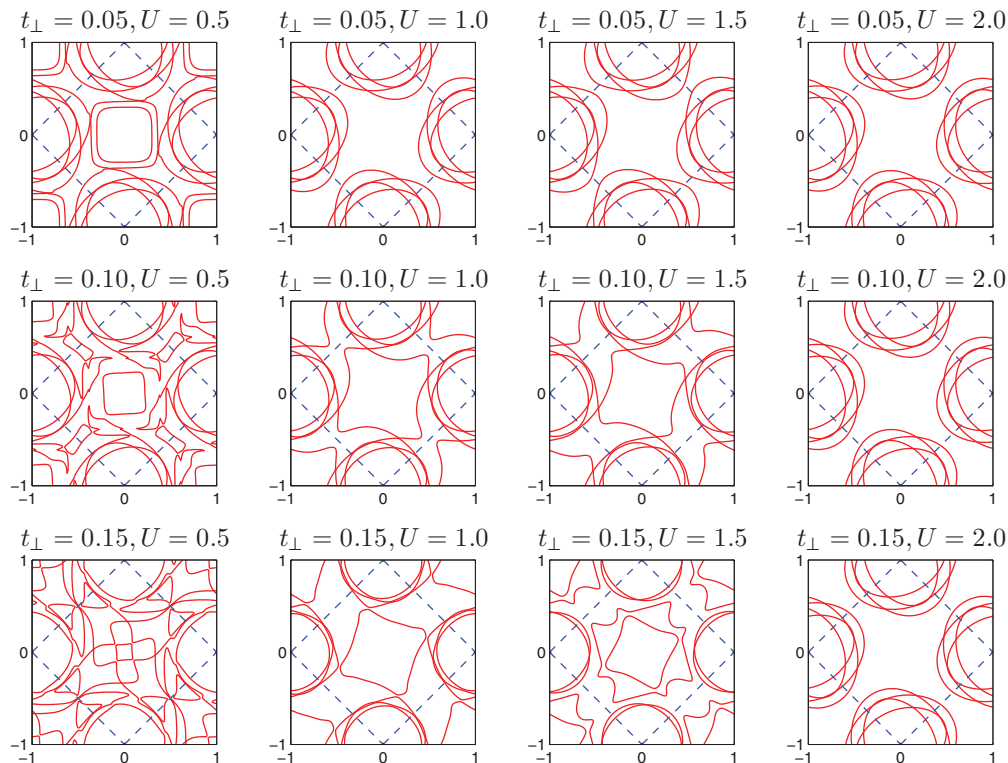 t⊥ = 0.05, U = 0.5 t⊥ = 0.05, U = 1.0 t⊥ = 0.05, U = 1.5 t⊥ = 0.05, U = 2.0
1 1 1 1
0 0 0 0
−1 −1 −1 −1
−1 0 1 −1 0 1 −1 0 1 −1 0 1
t⊥ = 0.10, U = 0.5 t⊥ = 0.10, U = 1.0 t⊥ = 0.10, U = 1.5 t⊥ = 0.10, U = 2.0
1 1 1 1
0 0 0 0
−1 −1 −1 −1
−1 0 1 −1 0 1 −1 0 1 −1 0 1
t⊥ = 0.15, U = 0.5 t⊥ = 0.15, U = 1.0 t⊥ = 0.15, U = 1.5 t⊥ = 0.15, U = 2.0
1 1 1 1
0 0 0 0
−1 −1 −1 −1
−1 0 1 −1 0 1 −1 0 1 −1 0 1